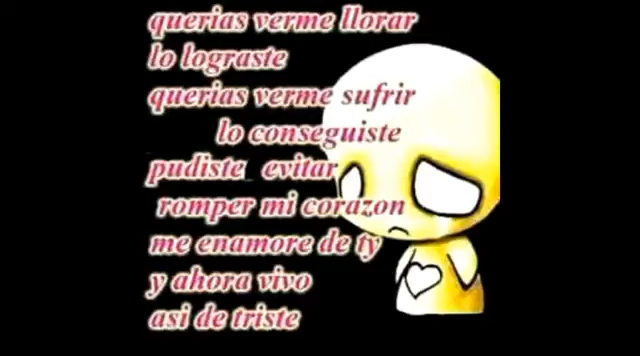 querias verme llorar
lo lograste
querias verme sufrir
lo conseguiste
pudiste evitar
romper mi corazon
me enamore de ty
y ahora vivo
asi de triste